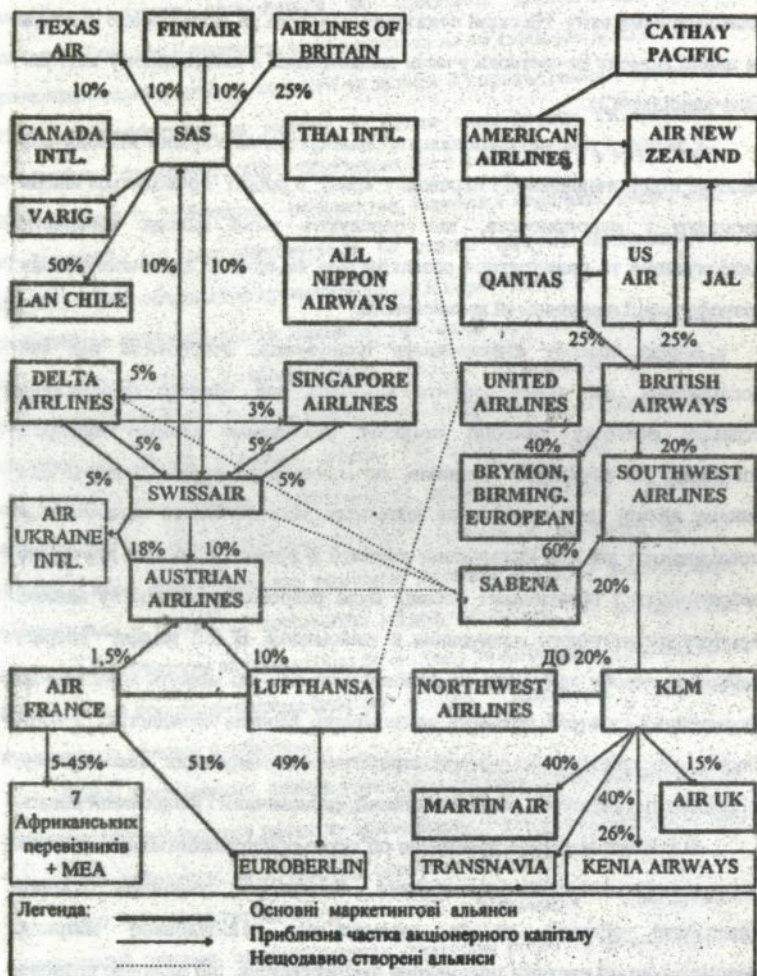 TEXAS AIR
FINNAIR
AIRLINES OF BRITAIN
CATHAY PACIFIC
10%
10%
10%
25%
CANADA INTL.
SAS
THAI INTL.
AMERICAN AIRLINES
AIR NEW ZEALAND
VARIG
50%
10%
10%
LAN CHILE
ALL NIPPON AIRWAYS
QANTAS
US AIR
JAL
25%
25%
DELTA AIRLINES
5%
SINGAPORE AIRLINES
3%
UNITED AIRLINES
BRITISH AIRWAYS
5%
5%
5%
5%
40%
20%
SWISSAIR
BRYMON, BIRMING. EUROPEAN
SOUTHWEST AIRLINES
AIR UKRAINE INTL.
18%
10%
60%
AUSTRIAN AIRLINES
SABENA
20%
1,5%
10%
ДО 20%
AIR FRANCE
LUFTHANSA
NORTHWEST AIRLINES
KLM
5-45%
51%
49%
40%
40%
15%
7
Африканських
перевізників
+ МЕА
MARTIN AIR
AIR UK
26%
EUROBERLIN
TRANSNAVIA
KENIA AIRWAYS
Легенда:
Основні маркетингові альянси
Приблизна частка акціонерного капіталу
Нещодавно створені альянси